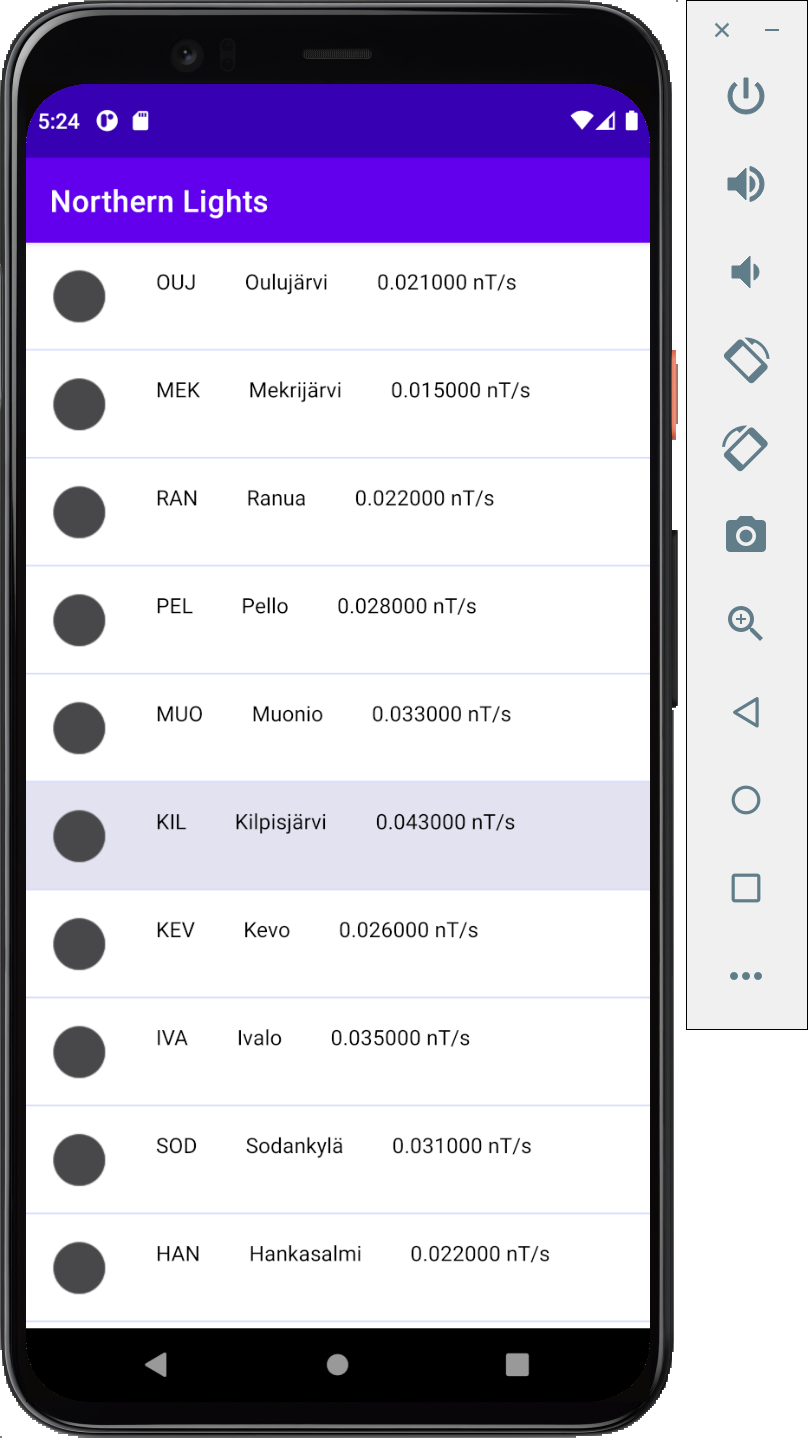 5:24
Northern Lights
OUJ Oulujärvi 0.021000 nT/s
MEK Mekrijärvi 0.015000 nT/s
RAN Ranua 0.022000 nT/s
PEL Pello 0.028000 nT/s
MUO Muonio 0.033000 nT/s
KIL Kilpisjärvi 0.043000 nT/s
KEV Kevo 0.026000 nT/s
IVA Ivalo 0.035000 nT/s
SOD Sodankylä 0.031000 nT/s
HAN Hankasalmi 0.022000 nT/s